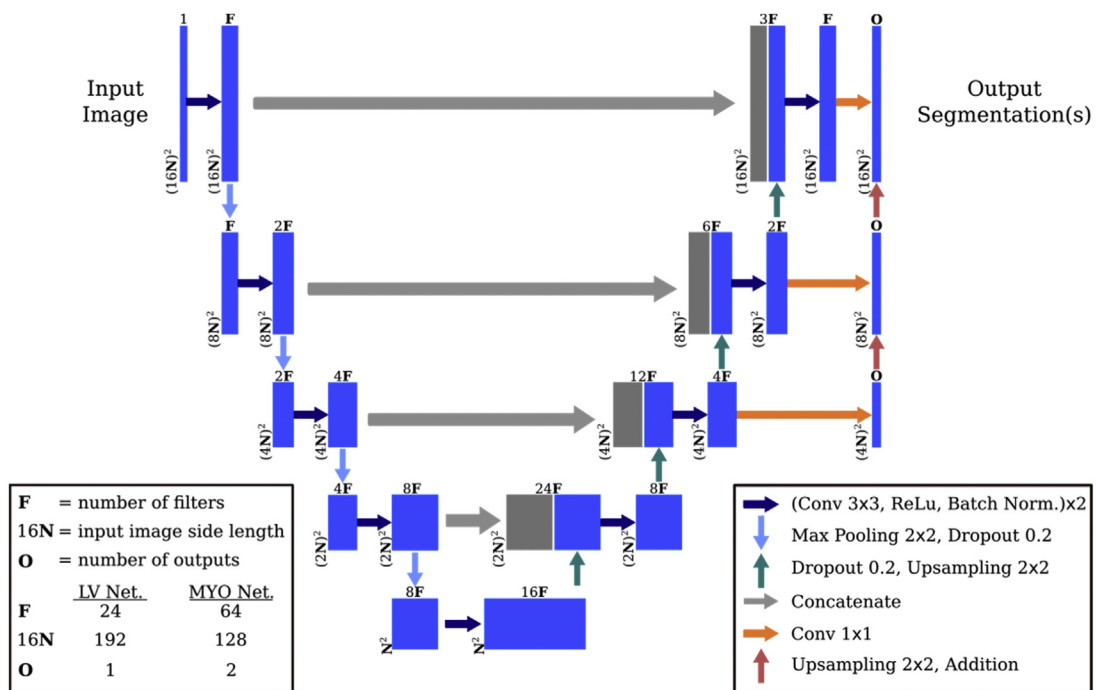 1 F 3F F O
Input Image
Output Segmentation(s)
(16N)² (16N)² (16N)² (16N)² (16N)²
F 2F 6F 2F O
(8N)² (8N)² (8N)² (8N)² (8N)²
2F 4F 12F 4F O
(4N)² (4N)² (4N)² (4N)² (4N)²
4F 8F 24F 8F
(2N)² (2N)² (2N)² (2N)²
8F 16F
N² N²
F = number of filters
16N = input image side length
O = number of outputs
LV Net. MYO Net.
F 24 64
16N 192 128
O 1 2
(Conv 3x3, ReLu, Batch Norm.)x2
Max Pooling 2x2, Dropout 0.2
Dropout 0.2, Upsampling 2x2
Concatenate
Conv 1x1
Upsampling 2x2, Addition